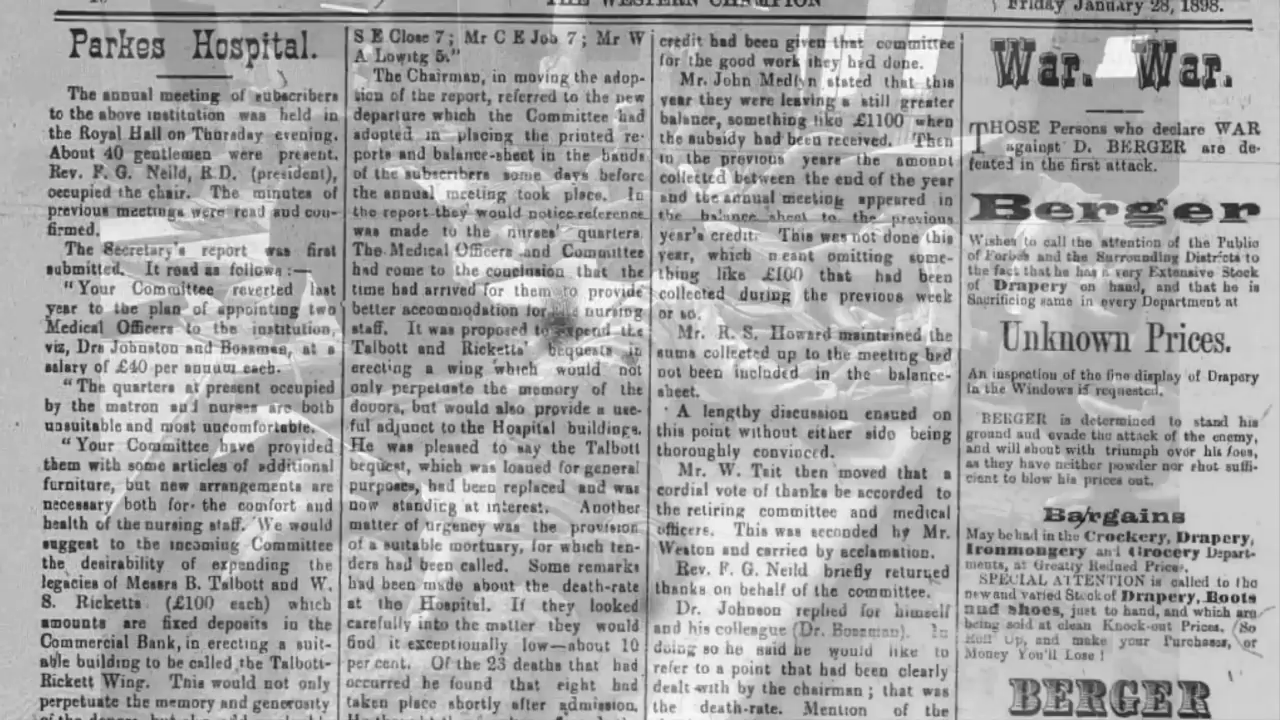 THE WESTERN CHAMPION
Friday January 28, 1898.
Parkes Hospital.
The annual meeting of subscribers
to the above institution was held in
the Royal Hall on Thursday evening.
About 40 gentlemen were present.
Rev. F. G. Neild, B.D. (president),
occupied the chair. The minutes of
previous meetings were read and con-
firmed.
The Secretary's report was first
submitted. It read as follows :—
"Your Committee reverted last
year to the plan of appointing two
Medical Officers to the institution,
viz, Drs Johnston and Bossman, at a
salary of £40 per annum each.
"The quarters at present occupied
by the matron and nurses are both
unsuitable and most uncomfortable.
"Your Committee have provided
them with some articles of additional
furniture, but new arrangements are
necessary both for the comfort and
health of the nursing staff. We would
suggest to the incoming Committee
the desirability of expending the
legacies of Messrs B. Talbott and W.
S. Ricketts (£100 each) which
amounts are fixed deposits in the
Commercial Bank, in erecting a suit-
able building to be called the Talbott-
Rickett Wing. This would not only
perpetuate the memory and generosity
S E Close 7; Mr C E Job 7; Mr W
A Lowitg 5."
The Chairman, in moving the adop-
tion of the report, referred to the new
departure which the Committee had
adopted in placing the printed re-
ports and balance-sheet in the hands
of the subscribers some days before
the annual meeting took place. In
the report they would notice reference
was made to the nurses' quarters.
The Medical Officers and Committee
had come to the conclusion that the
time had arrived for them to provide
better accommodation for the nursing
staff. It was proposed to expend the
Talbott and Ricketts' bequests in
erecting a wing which would not
only perpetuate the memory of the
donors, but would also provide a use-
ful adjunct to the Hospital buildings.
He was pleased to say the Talbott
bequest, which was loaned for general
purposes, had been replaced and was
now standing at interest. Another
matter of urgency was the provision
of a suitable mortuary, for which ten-
ders had been called. Some remarks
had been made about the death-rate
at the Hospital. If they looked
carefully into the matter they would
find it exceptionally low—about 10
per cent. Of the 23 deaths that had
occurred he found that eight had
taken place shortly after admission.
credit had been given that committee
for the good work they had done.
Mr. John Medlyn stated that this
year they were leaving a still greater
balance, something like £1100 when
the subsidy had been received. Then
in the previous years the amount
collected between the end of the year
and the annual meeting appeared in
the balance sheet to the previous
year's credit. This was not done this
year, which meant omitting some-
thing like £100 that had been
collected during the previous week
or so.
Mr. R. S. Howard maintained the
sums collected up to the meeting had
not been included in the balance-
sheet.
A lengthy discussion ensued on
this point without either side being
thoroughly convinced.
Mr. W. Tait then moved that a
cordial vote of thanks be accorded to
the retiring committee and medical
officers. This was seconded by Mr.
Weston and carried by acclamation.
Rev. F. G. Neild briefly returned
thanks on behalf of the committee.
Dr. Johnson replied for himself
and his colleague (Dr. Bossman). In
doing so he said he would like to
refer to a point that had been clearly
dealt with by the chairman ; that was
the death-rate. Mention of the
War. War.
THOSE Persons who declare WAR
against D. BERGER are de-
feated in the first attack.
Berger
Wishes to call the attention of the Public
of Forbes and the Surrounding Districts to
the fact that he has a very Extensive Stock
of Drapery on hand, and that he is
Sacrificing same in every Department at
Unknown Prices.
An inspection of the fine display of Drapery
in the Windows is requested.
BERGER is determined to stand his
ground and evade the attack of the enemy,
and will shout with triumph over his foes,
as they have neither powder nor shot suffi-
cient to blow his prices out.
Bargains
May be had in the Crockery, Drapery,
Ironmongery and Grocery Depart-
ments, at Greatly Reduced Prices.
SPECIAL ATTENTION is called to the
new and varied Stock of Drapery, Boots
and shoes, just to hand, and which are
being sold at clean Knock-out Prices. (So
Roll Up, and make your Purchases, or
Money You'll Lose !
BERGER